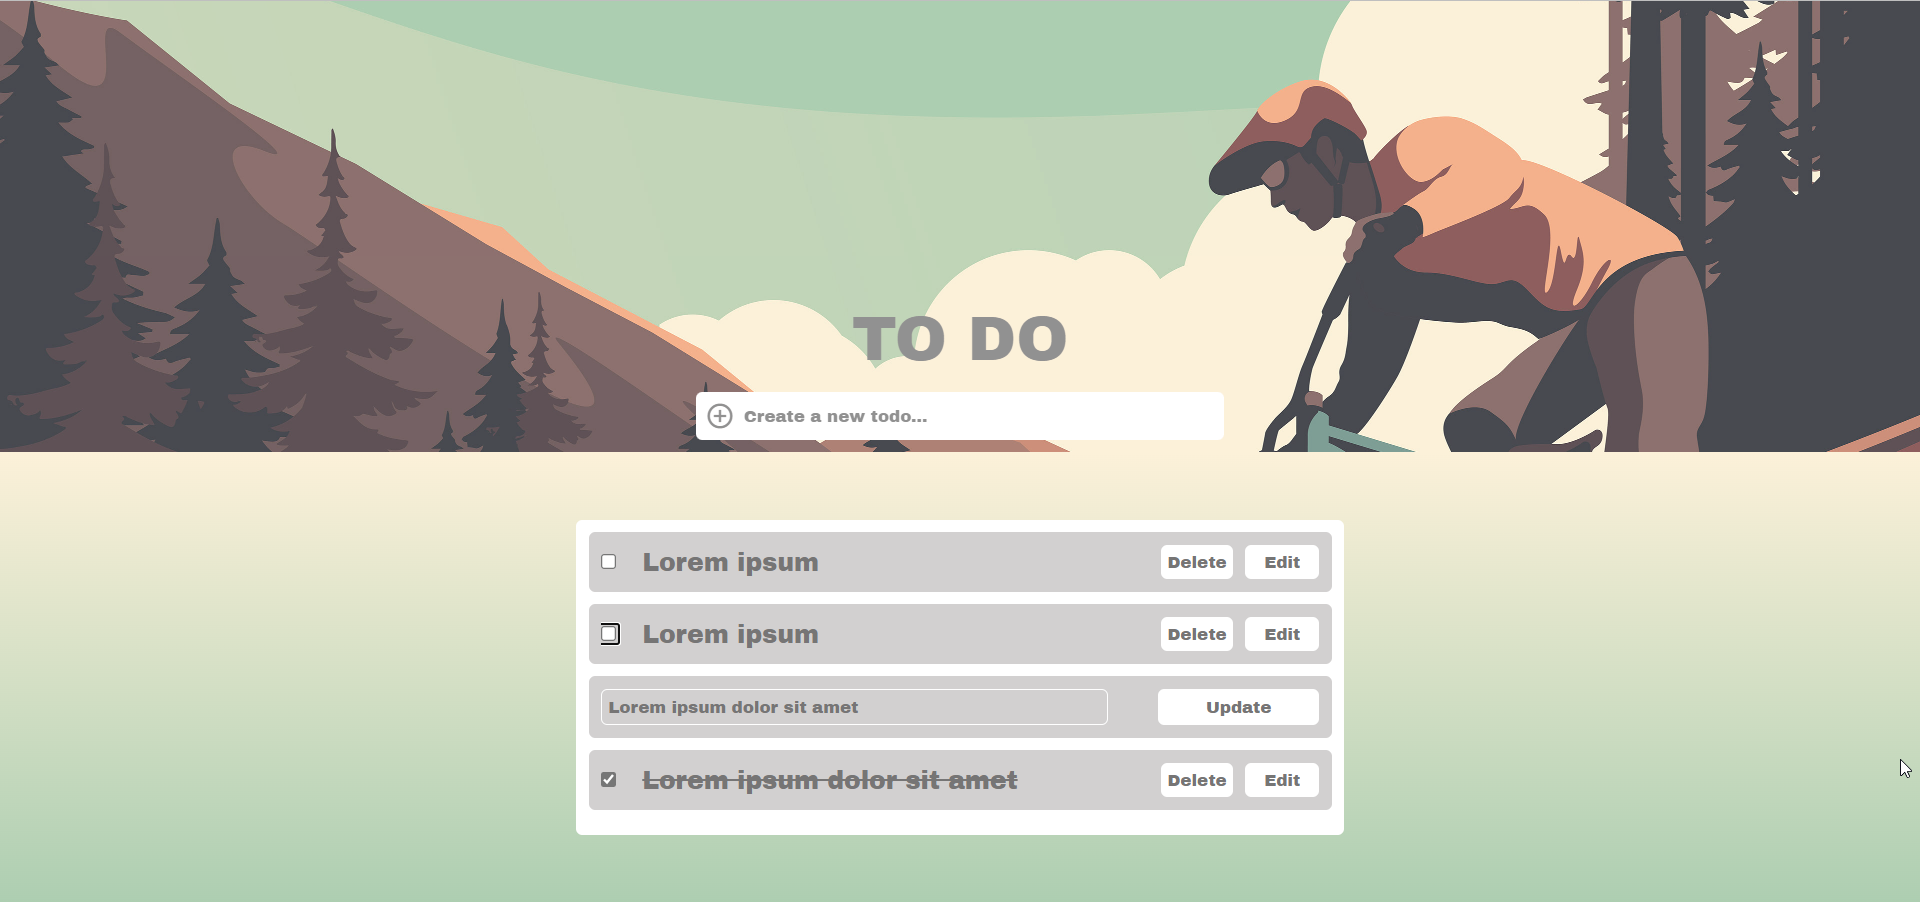 TO DO
Create a new todo...
Lorem ipsum Delete Edit
Lorem ipsum Delete Edit
Lorem ipsum dolor sit amet Update
Lorem ipsum dolor sit amet Delete Edit